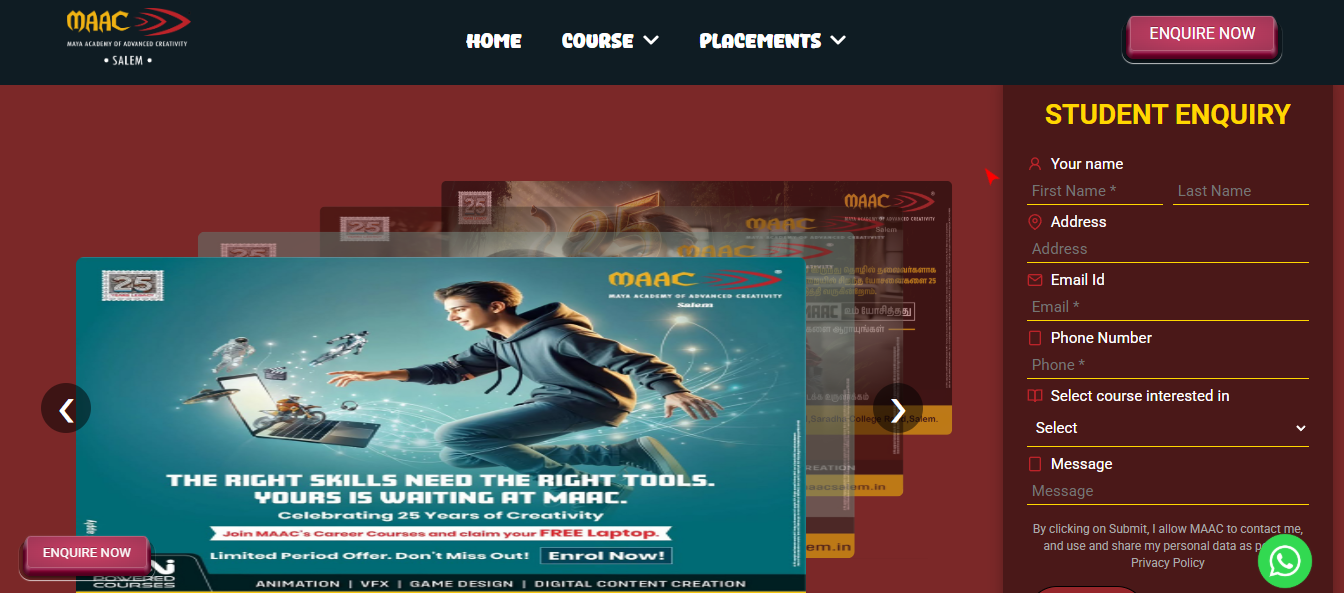 MAAC
MAYA ACADEMY OF ADVANCED CREATIVITY
• SALEM •
HOME
COURSE
PLACEMENTS
ENQUIRE NOW
25
MAAC
25
25
25
MAAC
MAYA ACADEMY OF ADVANCED CREATIVITY
Salem
THE RIGHT SKILLS NEED THE RIGHT TOOLS.
YOURS IS WAITING AT MAAC.
Celebrating 25 Years of Creativity
Join MAAC's Career Courses and claim your FREE Laptop.
Limited Period Offer. Don't Miss Out! Enrol Now!
POWERED
COURSES
ANIMATION | VFX | GAME DESIGN | DIGITAL CONTENT CREATION
ENQUIRE NOW
STUDENT ENQUIRY
Your name
First Name * Last Name
Address
Address
Email Id
Email *
Phone Number
Phone *
Select course interested in
Select
Message
Message
By clicking on Submit, I allow MAAC to contact me,
and use and share my personal data as p
Privacy Policy